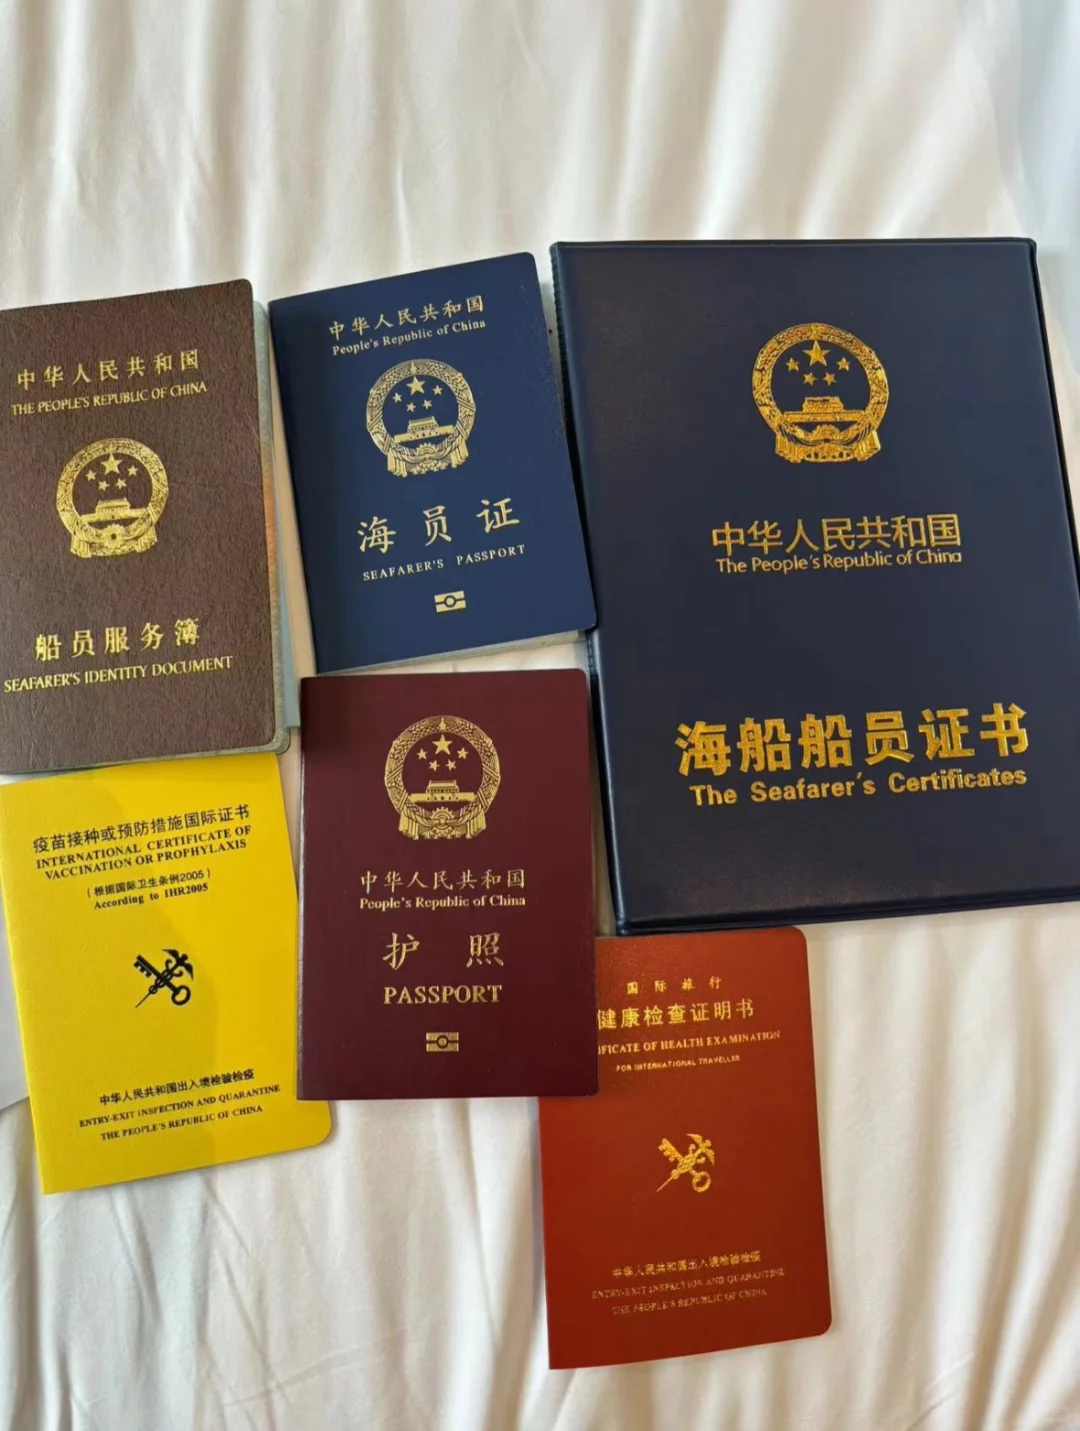 中华人民共和国
THE PEOPLE'S REPUBLIC OF CHINA
船员服务簿
SEAFARER'S IDENTITY DOCUMENT
中华人民共和国
People's Republic of China
海员证
SEAFARER'S PASSPORT
中华人民共和国
The People's Republic of China
海船船员证书
The Seafarer's Certificates
疫苗接种或预防措施国际证书
INTERNATIONAL CERTIFICATE OF
VACCINATION OR PROPHYLAXIS
(根据国际卫生条例2005)
According to IHR2005
中华人民共和国出入境检验检疫
ENTRY-EXIT INSPECTION AND QUARANTINE
THE PEOPLE'S REPUBLIC OF CHINA
中华人民共和国
People's Republic of China
护照
PASSPORT
国际旅行
健康检查证明书
IFICATE OF HEALTH EXAMINATION
FOR INTERNATIONAL TRAVELLER
中华人民共和国出入境检验检疫
ENTRY-EXIT INSPECTION AND QUARANTINE
THE PEOPLE'S REPUBLIC OF CHINA